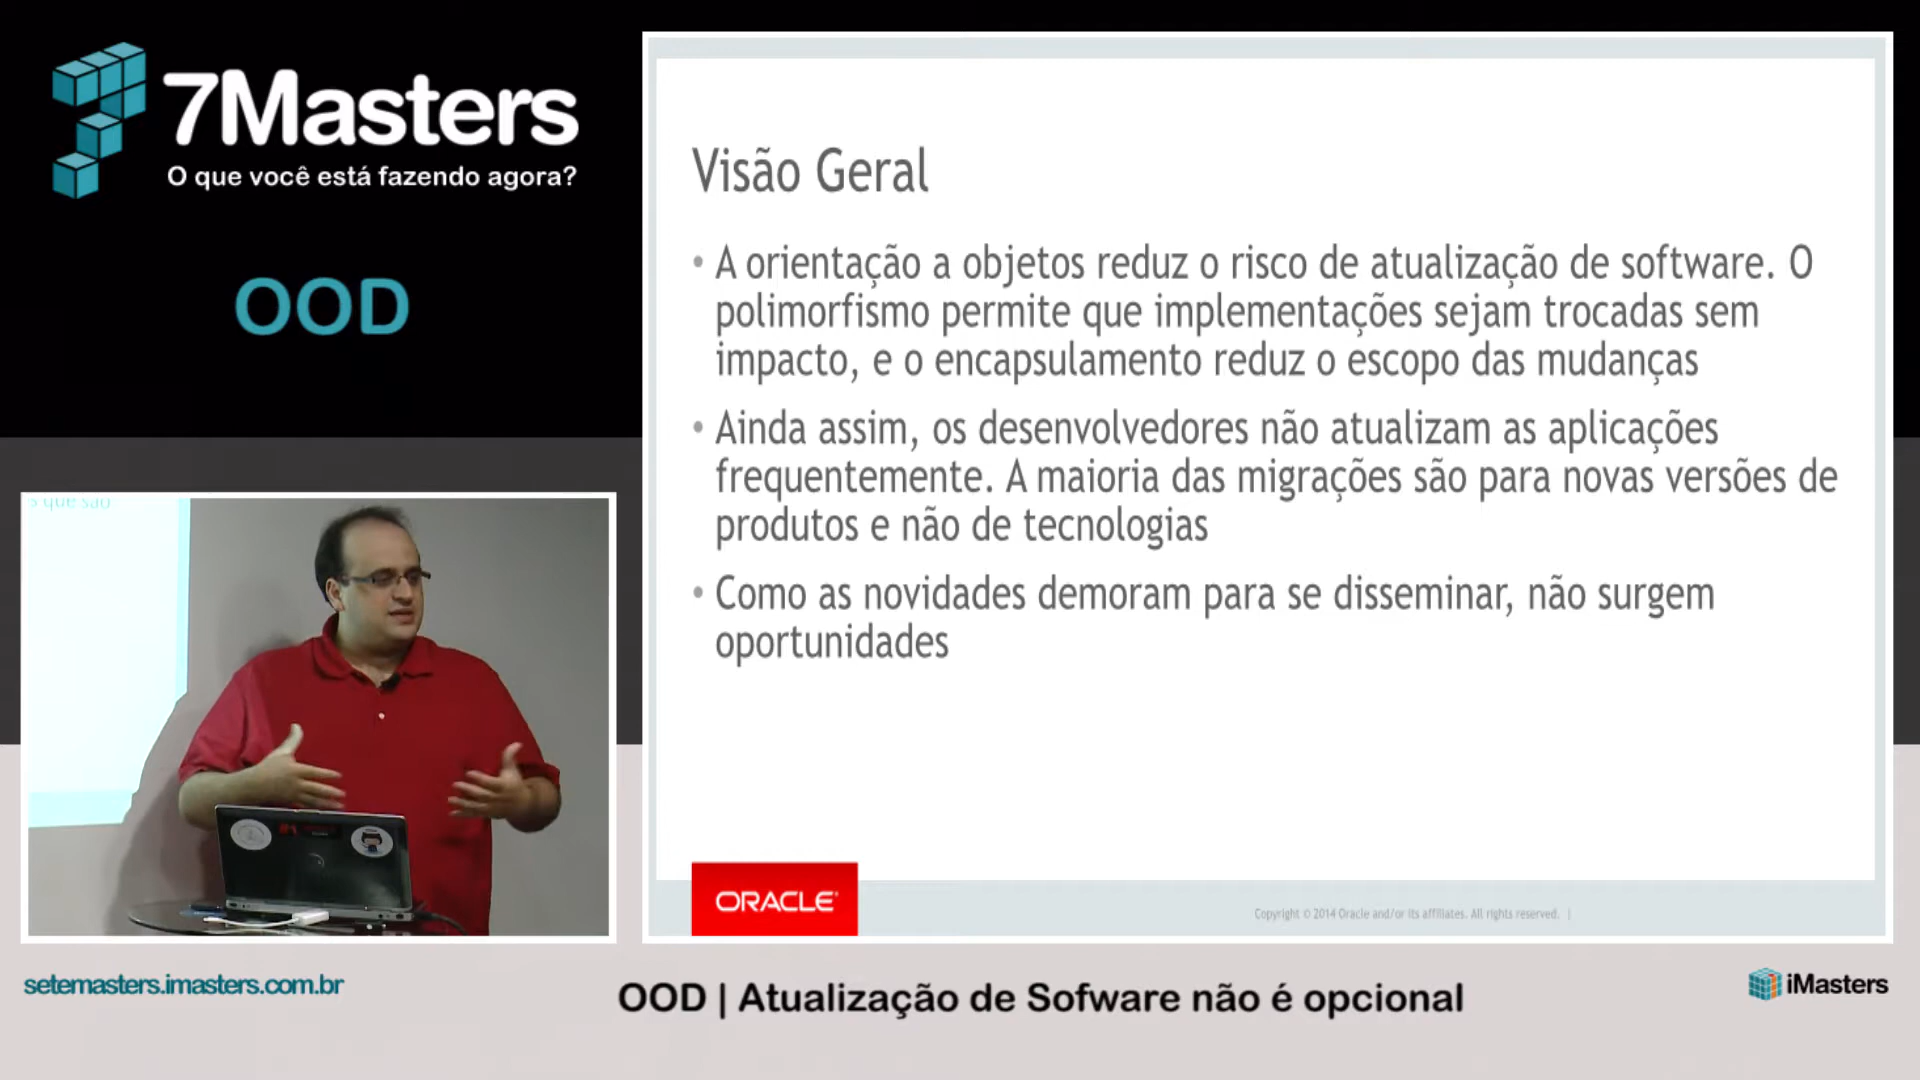 7Masters
O que você está fazendo agora?
OOD
Visão Geral
• A orientação a objetos reduz o risco de atualização de software. O
polimorfismo permite que implementações sejam trocadas sem
impacto, e o encapsulamento reduz o escopo das mudanças
• Ainda assim, os desenvolvedores não atualizam as aplicações
frequentemente. A maioria das migrações são para novas versões de
produtos e não de tecnologias
• Como as novidades demoram para se disseminar, não surgem
oportunidades
s que são
ORACLE®
Copyright © 2014 Oracle and/or its affiliates. All rights reserved. |
setemasters.imasters.com.br
OOD | Atualização de Sofware não é opcional
iMasters